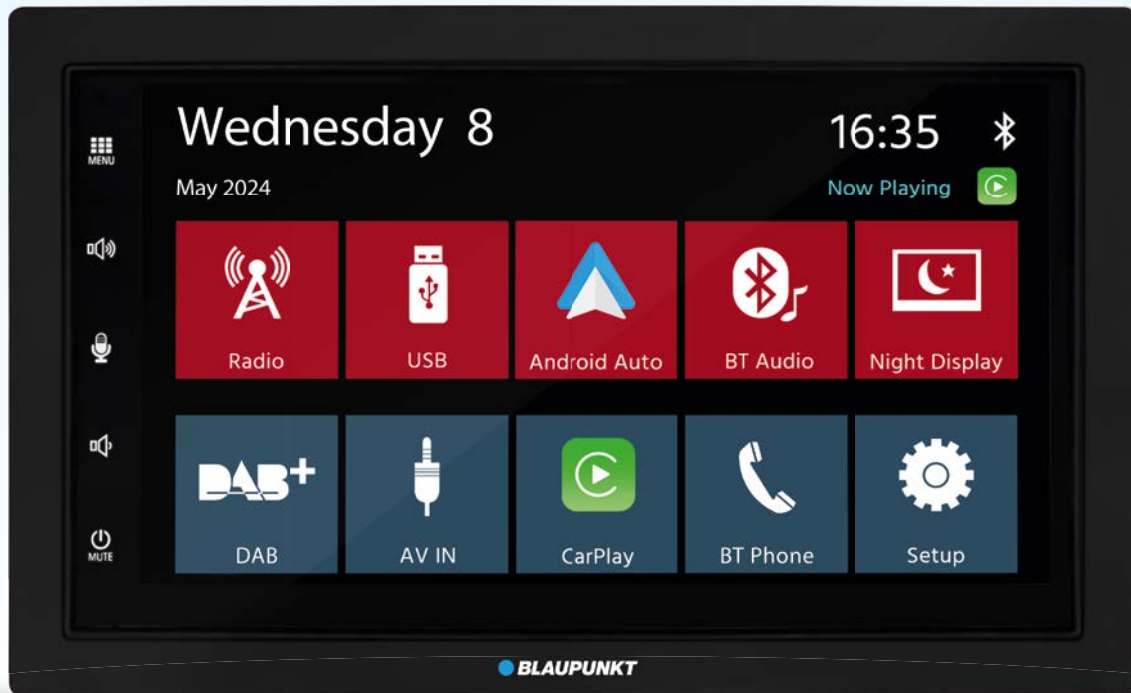 Wednesday 8
16:35
MENU
May 2024
Now Playing
Radio
USB
Android Auto
BT Audio
Night Display
DAB+
DAB
AV IN
CarPlay
BT Phone
Setup
MUTE
BLAUPUNKT